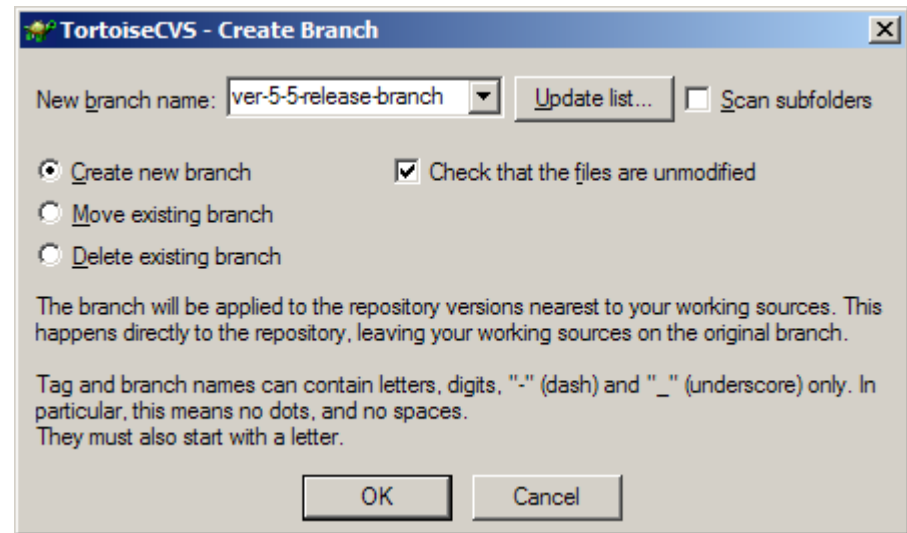 TortoiseCVS - Create Branch
New branch name: ver-5-5-release-branch Update list... Scan subfolders
Create new branch Check that the files are unmodified
Move existing branch
Delete existing branch
The branch will be applied to the repository versions nearest to your working sources. This
happens directly to the repository, leaving your working sources on the original branch.
Tag and branch names can contain letters, digits, "-" (dash) and "_" (underscore) only. In
particular, this means no dots, and no spaces.
They must also start with a letter.
OK Cancel